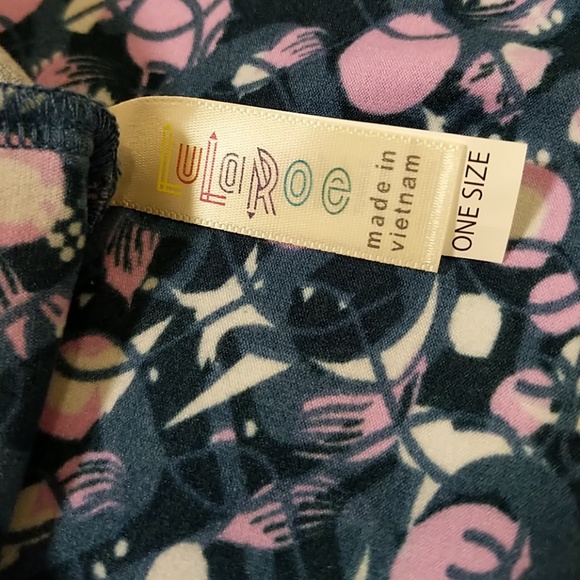 LuLaRoe
made in
vietnam
ONE SIZE